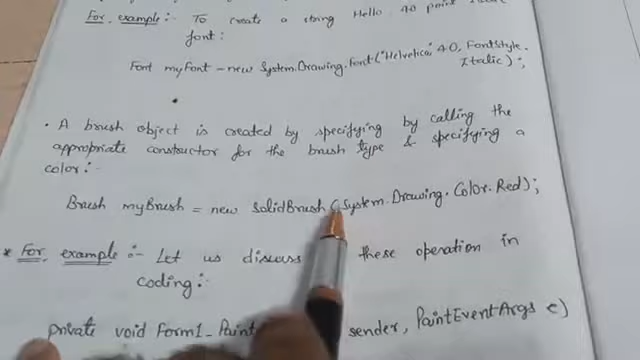 For example:- To create a string Hello 40 point
font:
Font myFont - new System.Drawing.Font("Helvetica" 40, FontStyle.
Italic);
• A brush object is created by specifying by calling the
appropriate constructor for the brush type & specifying a
color:-
Brush myBrush = new SolidBrush (System.Drawing.Color.Red);
* For example :- Let us discuss these operation in
coding:-
private void Form1_Paint sender, PaintEventArgs e)